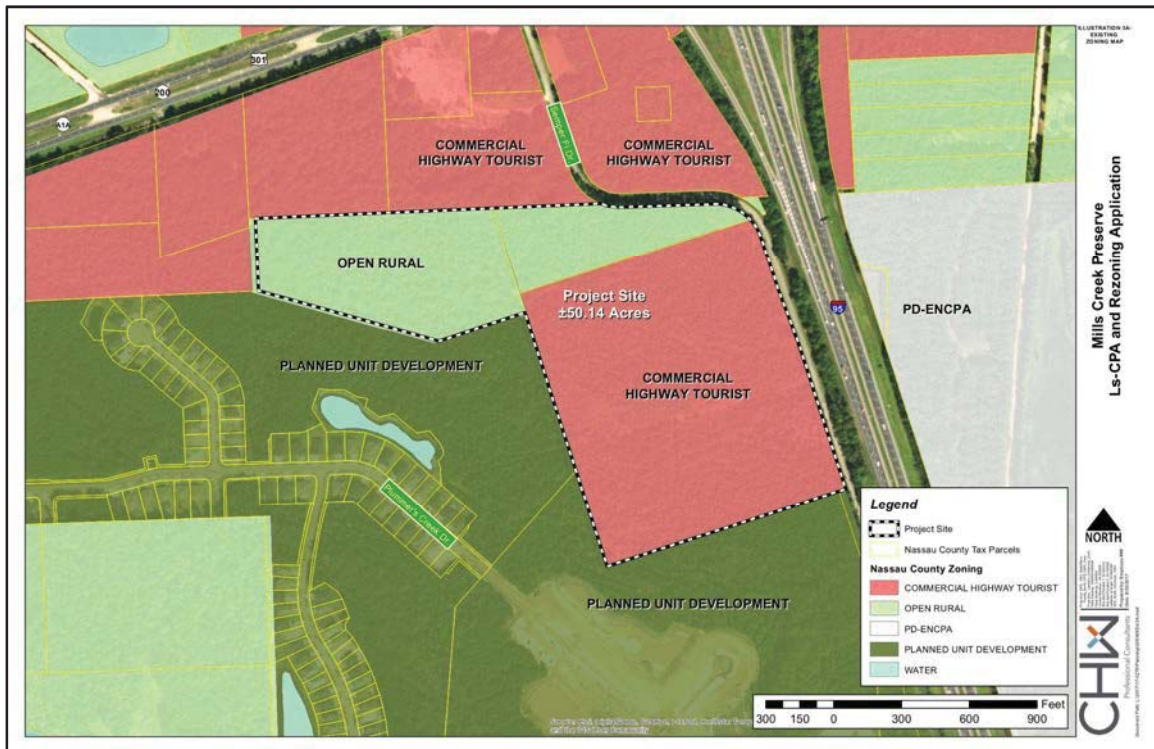 ILLUSTRATION 3A-
EXISTING
ZONING MAP
Mills Creek Preserve
Ls-CPA and Rezoning Application
301
200
A1A
Semper Fi Dr
COMMERCIAL
HIGHWAY TOURIST
COMMERCIAL
HIGHWAY TOURIST
OPEN RURAL
Project Site
±50.14 Acres
95
PD-ENCPA
PLANNED UNIT DEVELOPMENT
COMMERCIAL
HIGHWAY TOURIST
Plummer's Creek Dr
PLANNED UNIT DEVELOPMENT
Legend
Project Site
Nassau County Tax Parcels
Nassau County Zoning
COMMERCIAL HIGHWAY TOURIST
OPEN RURAL
PD-ENCPA
PLANNED UNIT DEVELOPMENT
WATER
Feet
300 150 0 300 600 900
NORTH
CHW
Professional Consultants